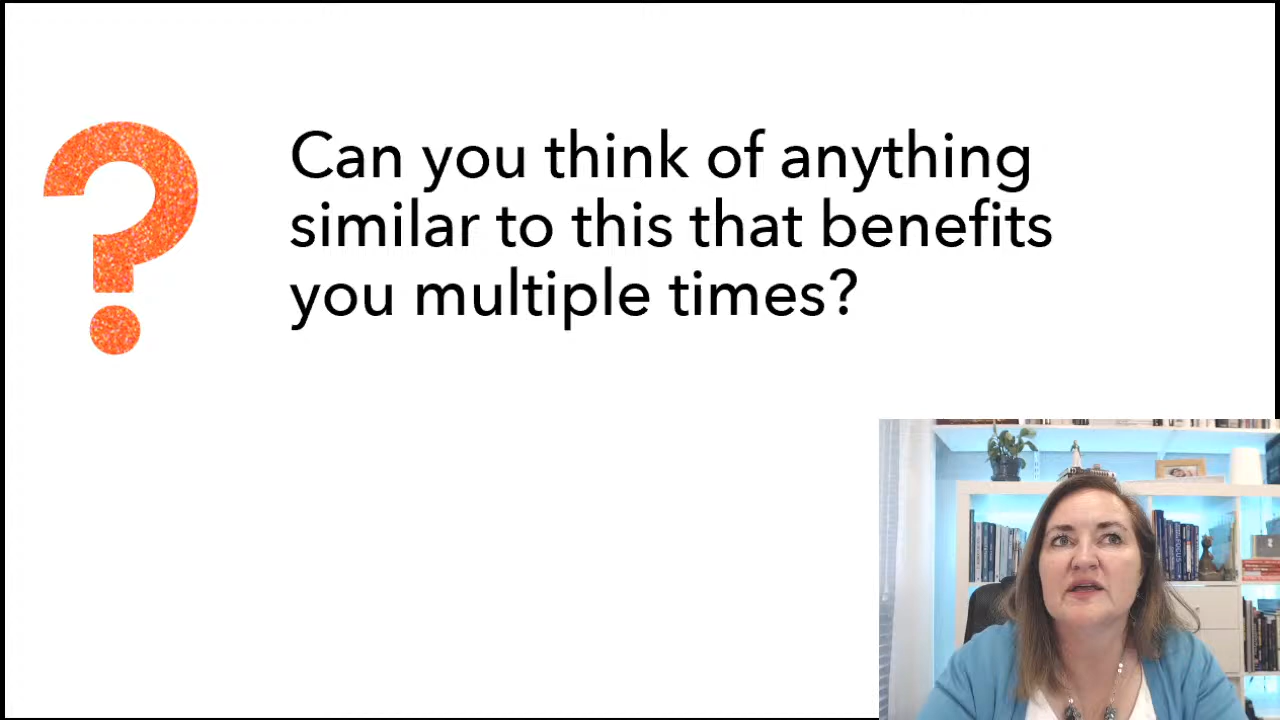 Can you think of anything
similar to this that benefits
you multiple times?